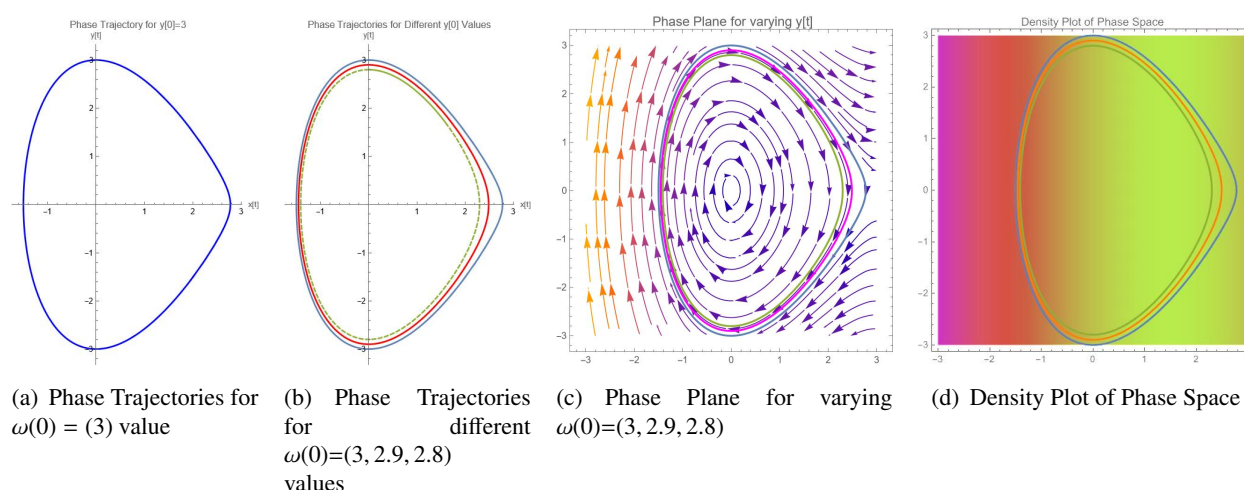 Phase Trajectory for y[0]=3
y[t]
3
2
1
-1
1
2
3
x[t]
-1
-2
-3
Phase Trajectories for Different y[0] Values
y[t]
3
2
1
-1
1
2
3
x[t]
-1
-2
-3
Phase Plane for varying y[t]
3
2
1
0
-1
-2
-3
-3
-2
-1
0
1
2
3
Density Plot of Phase Space
3
2
1
0
-1
-2
-3
-3
-2
-1
0
1
2
(a) Phase Trajectories for
ω(0) = (3) value
(b) Phase Trajectories
for different
ω(0)=(3, 2.9, 2.8)
values
(c) Phase Plane for varying
ω(0)=(3, 2.9, 2.8)
(d) Density Plot of Phase Space